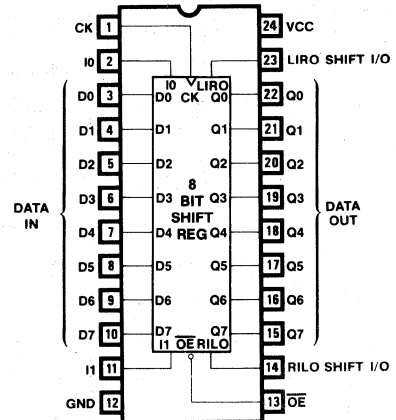 CK 1 24 VCC
I0 2 23 LIRO SHIFT I/O
I0 LIRO
D0 3 D0 CK Q0 22 Q0
D1 4 D1 Q1 21 Q1
D2 5 D2 Q2 20 Q2
D3 6 D3 Q3 19 Q3
D4 7 D4 Q4 18 Q4
D5 8 D5 Q5 17 Q5
D6 9 D6 Q6 16 Q6
D7 10 D7 Q7 15 Q7
I1 OE RILO
I1 11 14 RILO SHIFT I/O
GND 12 13 OE
DATA
IN
8
BIT
SHIFT
REG
DATA
OUT